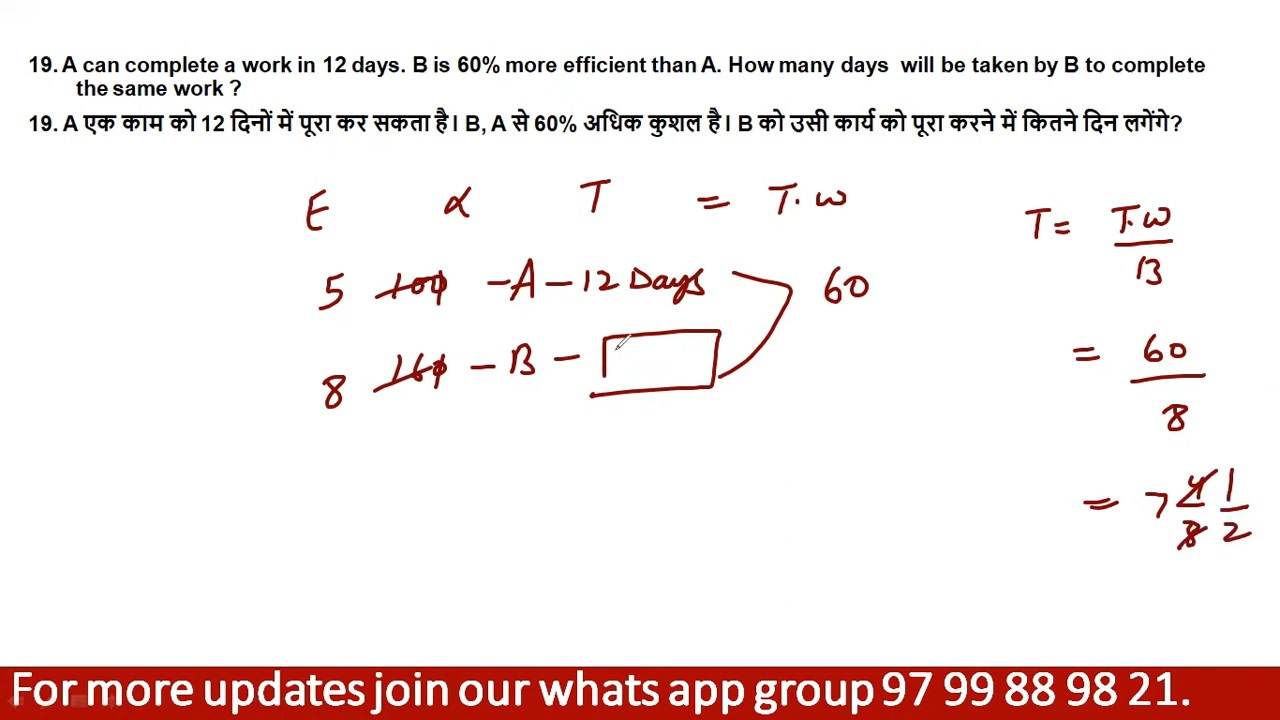 19. A can complete a work in 12 days. B is 60% more efficient than A. How many days will be taken by B to complete
the same work ?
19. A एक काम को 12 दिनों में पूरा कर सकता है। B, A से 60% अधिक कुशल है। B को उसी कार्य को पूरा करने में कितने दिन लगेंगे?
E ∝ T = T.W
5 100 - A - 12 Days 60
8 160 - B -
T = T.W / B
= 60 / 8
= 7 4/8 1/2
For more updates join our whats app group 97 99 88 98 21.